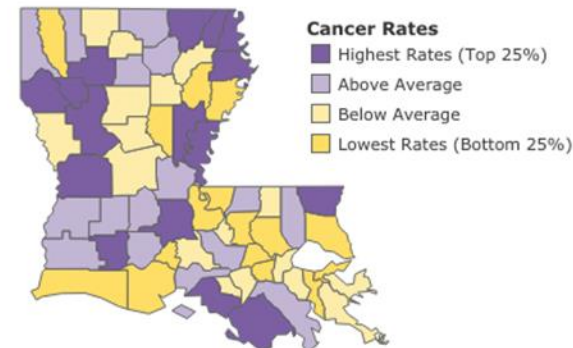 Cancer Rates
Highest Rates (Top 25%)
Above Average
Below Average
Lowest Rates (Bottom 25%)